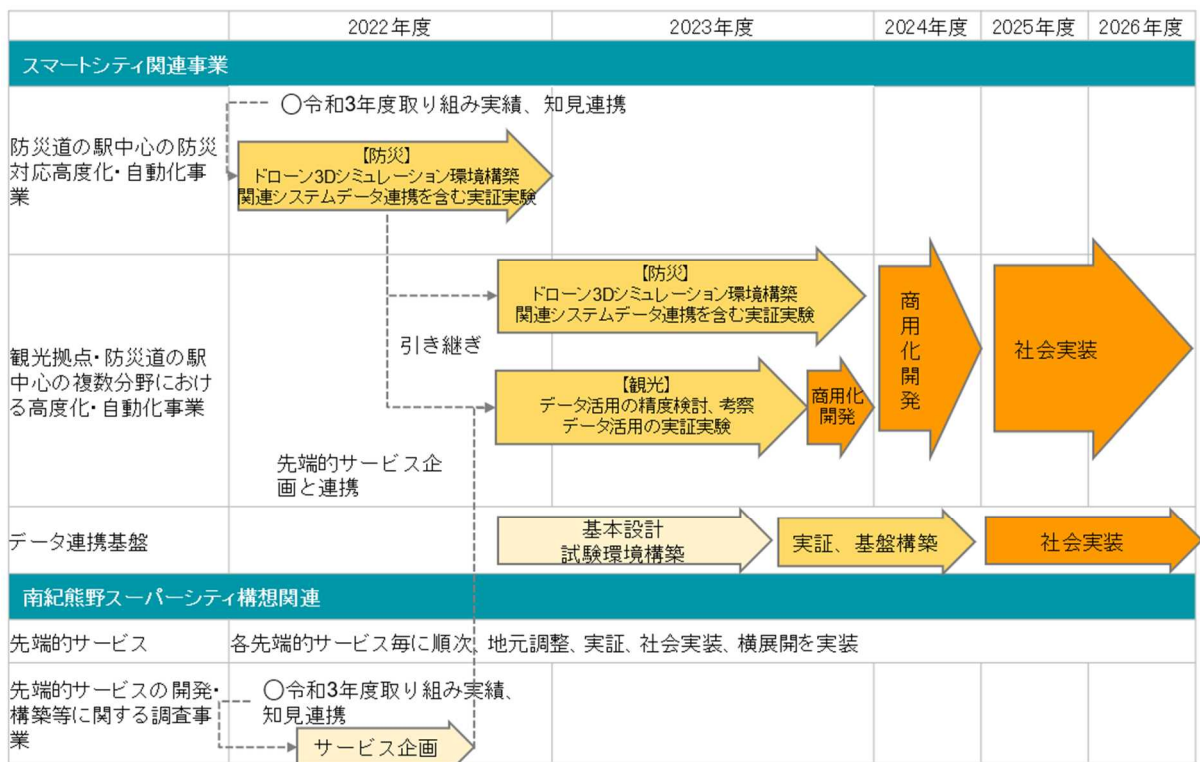 2022年度
2023年度
2024年度
2025年度
2026年度
スマートシティ関連事業
防災道の駅中心の防災
対応高度化・自動化事
業
〇令和3年度取り組み実績、知見連携
【防災】
ドローン3Dシミュレーション環境構築
関連システムデータ連携を含む実証実験
観光拠点・防災道の駅
中心の複数分野におけ
る高度化・自動化事業
【防災】
ドローン3Dシミュレーション環境構築
関連システムデータ連携を含む実証実験
引き継ぎ
【観光】
データ活用の精度検討、考察
データ活用の実証実験
商用化
開発
商用化開発
社会実装
先端的サービス企
画と連携
データ連携基盤
基本設計
試験環境構築
実証、基盤構築
社会実装
南紀熊野スーパーシティ構想関連
先端的サービス
各先端的サービス毎に順次、地元調整、実証、社会実装、横展開を実装
先端的サービスの開発・
構築等に関する調査事
業
〇令和3年度取り組み実績、
知見連携
サービス企画